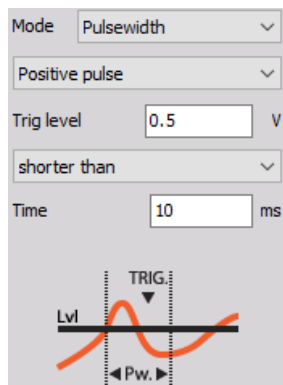 Mode Pulsewidth
Positive pulse
Trig level 0.5 V
shorter than
Time 10 ms
TRIG.
Lvl
Pw.